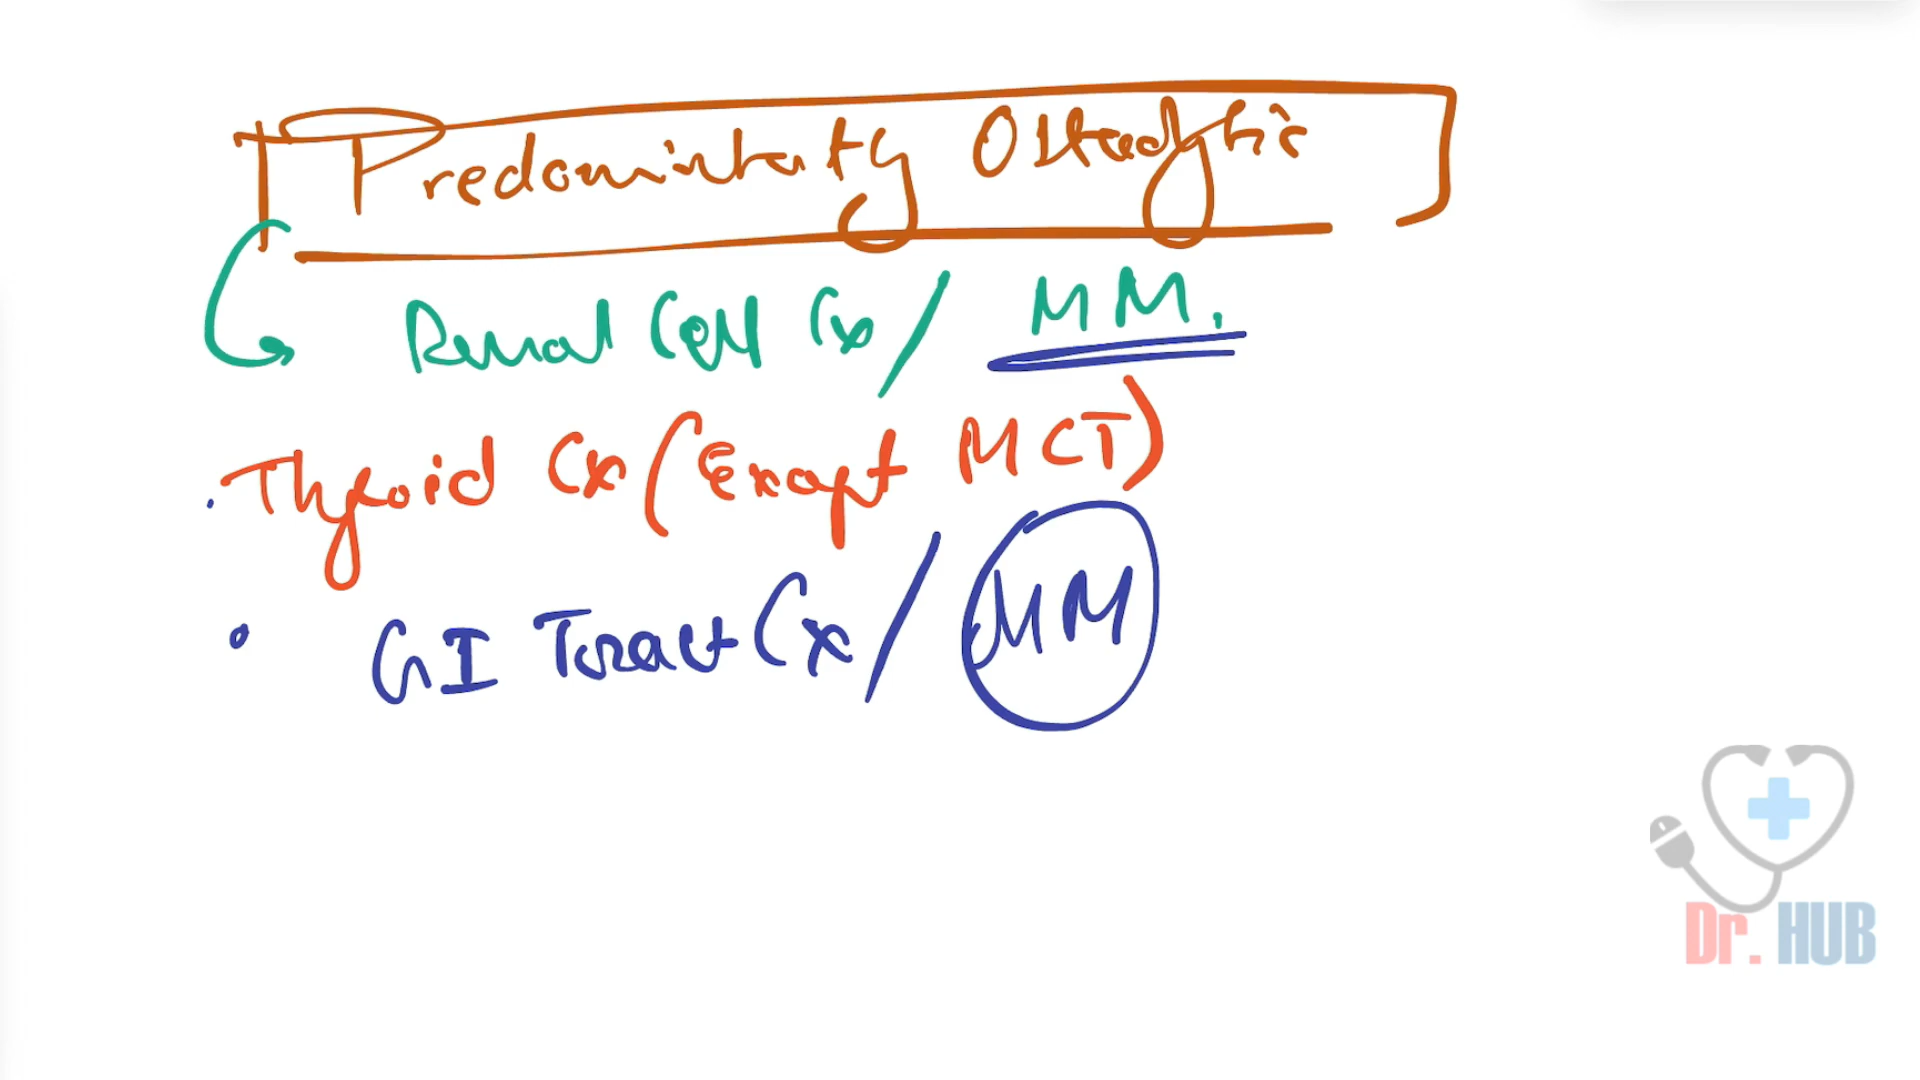 Predominantly Osteolytic
Renal Cell Cx / MM.
Thyroid Cx (Except MCT)
GI Tract Cx / MM
Dr. HUB